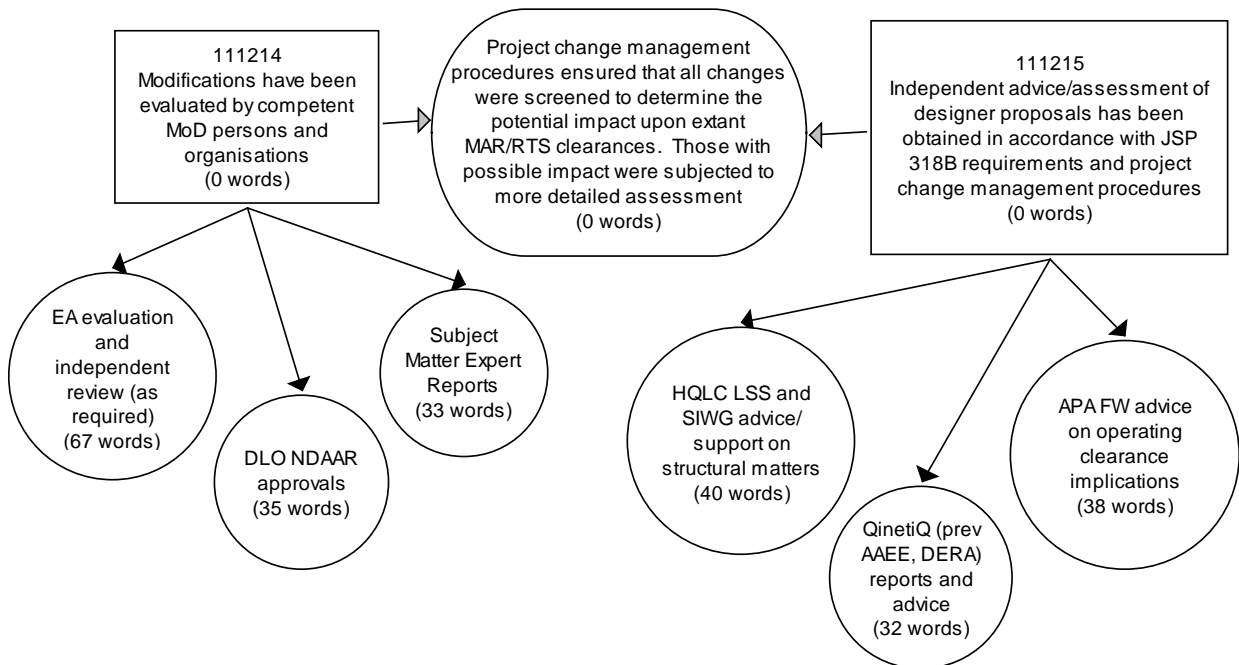 111214
Modifications have been
evaluated by competent
MoD persons and
organisations
(0 words)
Project change management
procedures ensured that all changes
were screened to determine the
potential impact upon extant
MAR/RTS clearances. Those with
possible impact were subjected to
more detailed assessment
(0 words)
111215
Independent advice/assessment of
designer proposals has been
obtained in accordance with JSP
318B requirements and project
change management procedures
(0 words)
EA evaluation
and
independent
review (as
required)
(67 words)
DLO NDAAR
approvals
(35 words)
Subject
Matter Expert
Reports
(33 words)
HQLC LSS and
SIWG advice/
support on
structural matters
(40 words)
QinetiQ (prev
AAEE, DERA)
reports and
advice
(32 words)
APA FW advice
on operating
clearance
implications
(38 words)